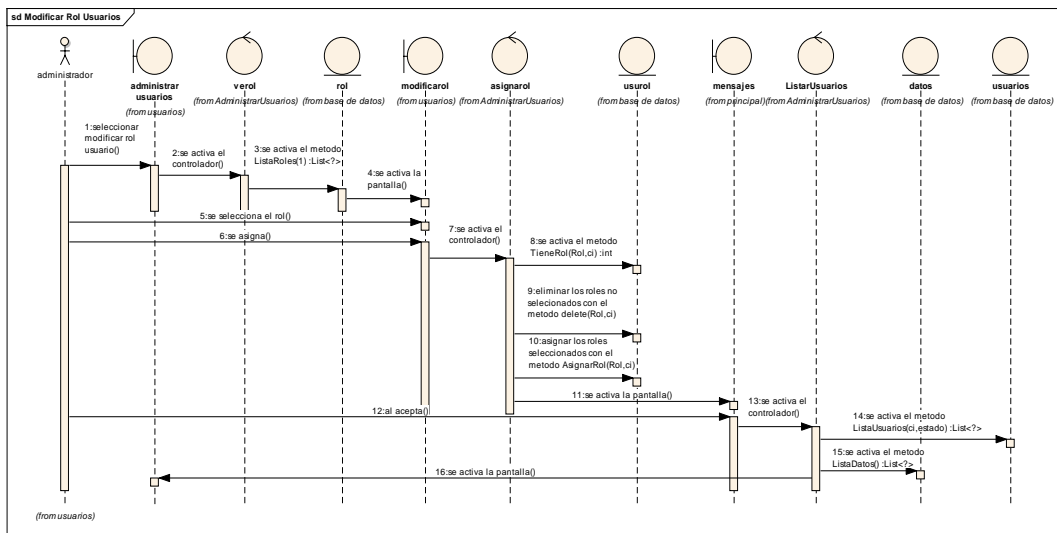 sd Modificar Rol Usuarios
administrador
administrar
usuarios
(from usuarios)
verol
(from AdministrarUsuarios)
rol
(from base de datos)
modificarol
(from usuarios)
asignarol
(from AdministrarUsuarios)
usurol
(from base de datos)
mensajes
(from principal)
ListarUsuarios
(from AdministrarUsuarios)
datos
(from base de datos)
usuarios
(from base de datos)
1:seleccionar
modificar rol
usuario()
2:se activa el
controlador()
3:se activa el metodo
ListaRoles(1) :List<?>
4:se activa la
pantalla()
5:se selecciona el rol()
6:se asigna()
7:se activa el
controlador()
8:se activa el metodo
TieneRol(Rol,ci) :int
9:eliminar los roles no
selecionados con el
metodo delete(Rol,ci)
10:asignar los roles
seleccionados con el
metodo AsignarRol(Rol,ci)
11:se activa la pantalla()
12:al acepta()
13:se activa el
controlador()
14:se activa el metodo
ListaUsuarios(ci,estado) :List<?>
15:se activa el metodo
ListaDatos() :List<?>
16:se activa la pantalla()
(from usuarios)